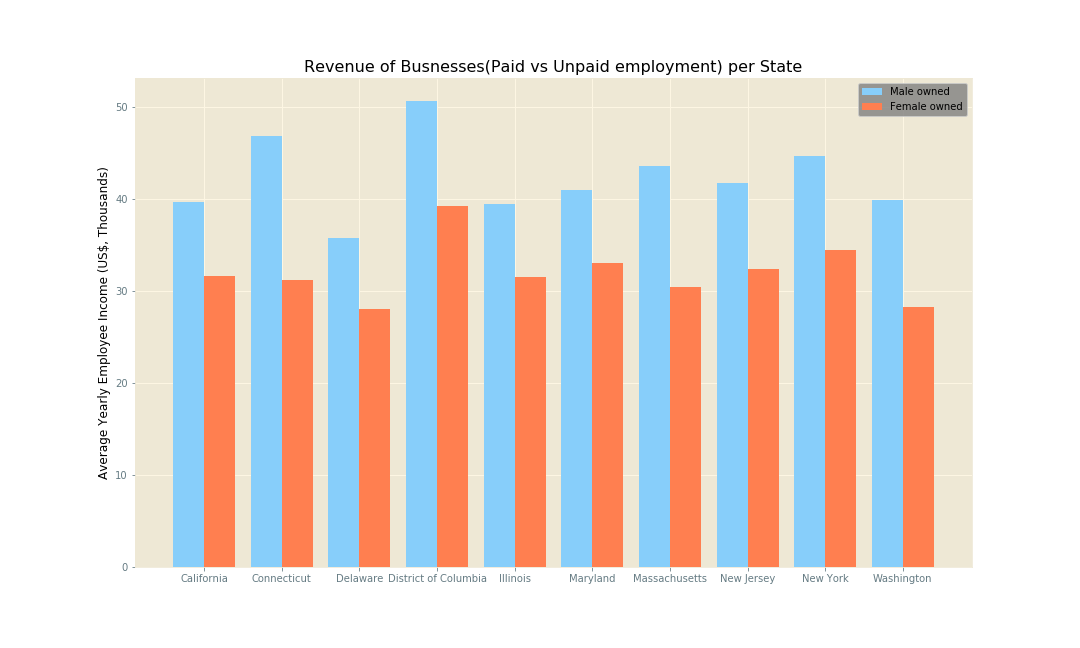 Revenue of Busnesses(Paid vs Unpaid employment) per State
Male owned
Female owned
Average Yearly Employee Income (US$, Thousands)
50
40
30
20
10
0
California Connecticut Delaware District of Columbia Illinois Maryland Massachusetts New Jersey New York Washington